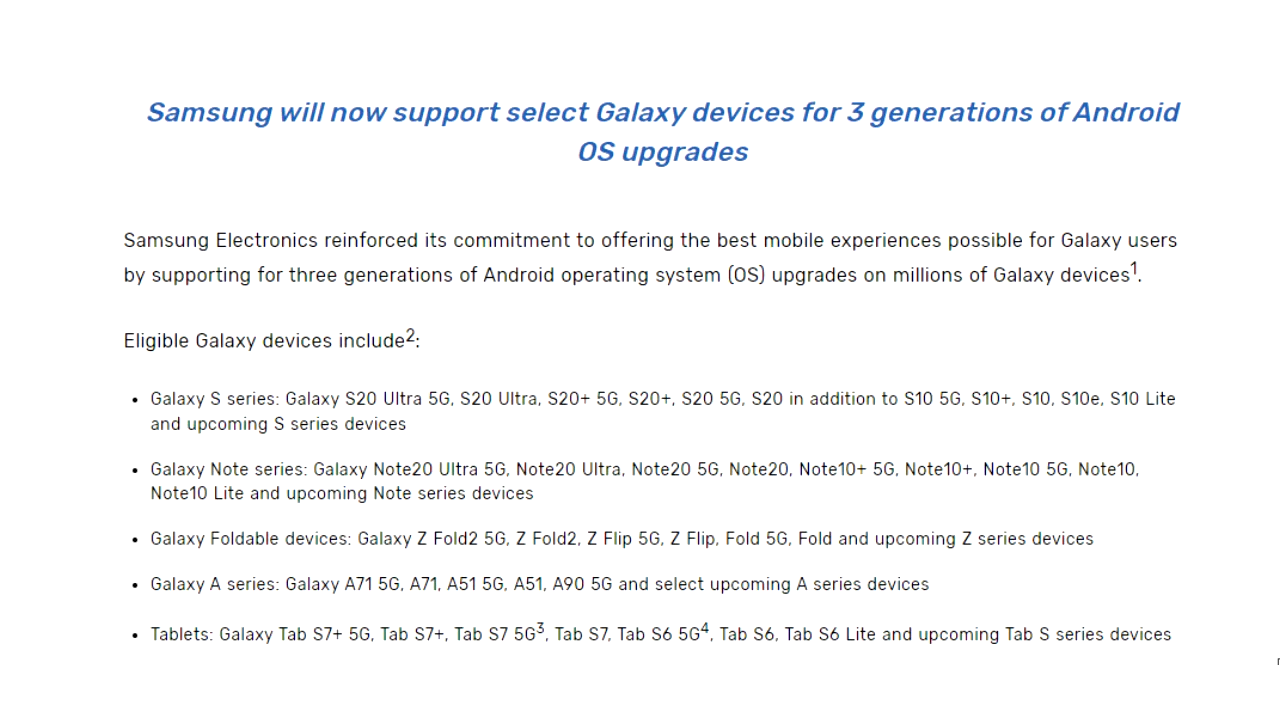 Samsung will now support select Galaxy devices for 3 generations of Android
OS upgrades
Samsung Electronics reinforced its commitment to offering the best mobile experiences possible for Galaxy users
by supporting for three generations of Android operating system (OS) upgrades on millions of Galaxy devices¹.
Eligible Galaxy devices include²:
• Galaxy S series: Galaxy S20 Ultra 5G, S20 Ultra, S20+ 5G, S20+, S20 5G, S20 in addition to S10 5G, S10+, S10, S10e, S10 Lite
and upcoming S series devices
• Galaxy Note series: Galaxy Note20 Ultra 5G, Note20 Ultra, Note20 5G, Note20, Note10+ 5G, Note10+, Note10 5G, Note10,
Note10 Lite and upcoming Note series devices
• Galaxy Foldable devices: Galaxy Z Fold2 5G, Z Fold2, Z Flip 5G, Z Flip, Fold 5G, Fold and upcoming Z series devices
• Galaxy A series: Galaxy A71 5G, A71, A51 5G, A51, A90 5G and select upcoming A series devices
• Tablets: Galaxy Tab S7+ 5G, Tab S7+, Tab S7 5G³, Tab S7, Tab S6 5G⁴, Tab S6, Tab S6 Lite and upcoming Tab S series devices